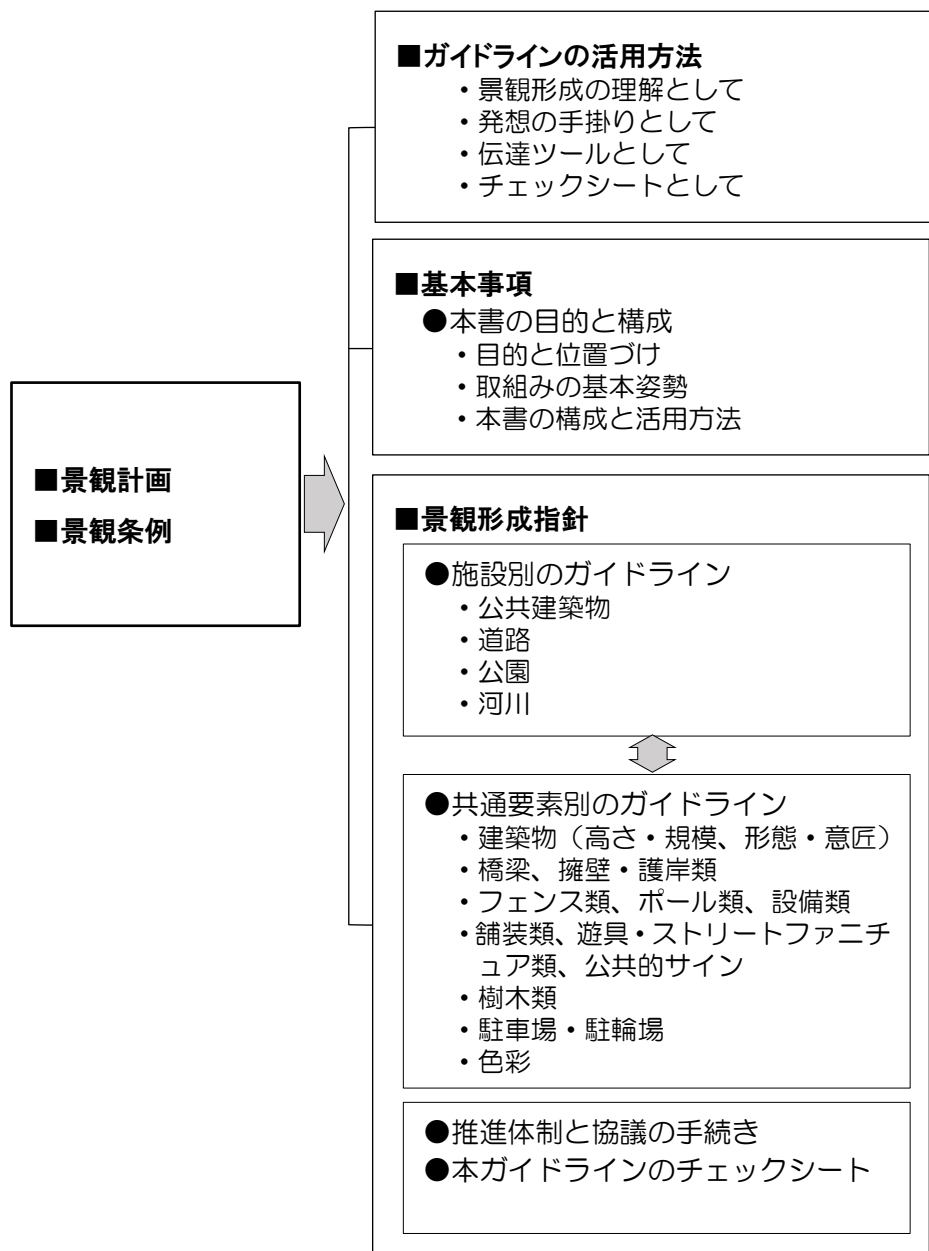 ■ガイドラインの活用方法
・景観形成の理解として
・発想の手掛りとして
・伝達ツールとして
・チェックシートとして
■基本事項
●本書の目的と構成
・目的と位置づけ
・取組みの基本姿勢
・本書の構成と活用方法
■景観計画
■景観条例
■景観形成指針
●施設別のガイドライン
・公共建築物
・道路
・公園
・河川
●共通要素別のガイドライン
・建築物（高さ・規模、形態・意匠）
・橋梁、擁壁・護岸類
・フェンス類、ポール類、設備類
・舗装類、遊具・ストリートファニチ
ュア類、公共的サイン
・樹木類
・駐車場・駐輪場
・色彩
●推進体制と協議の手続き
●本ガイドラインのチェックシート